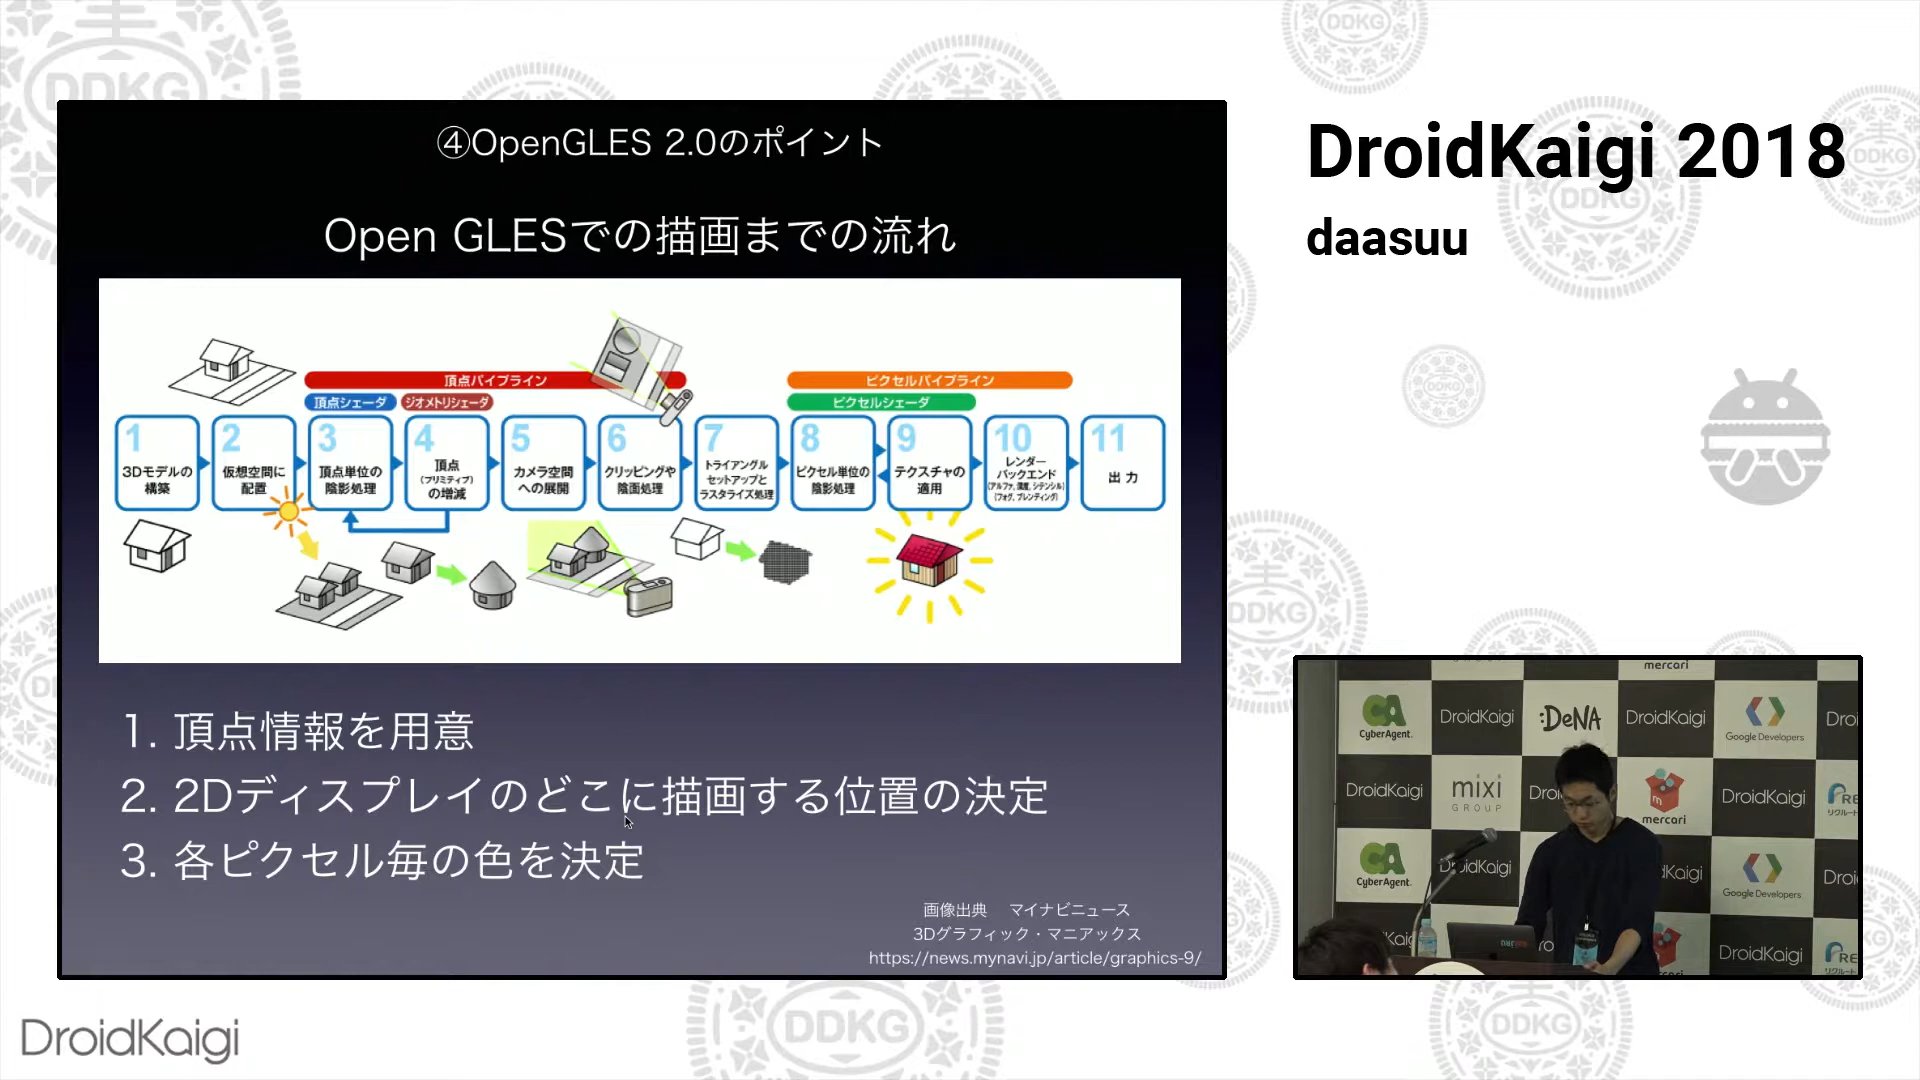 ④OpenGLES 2.0のポイント
Open GLESでの描画までの流れ
頂点パイプライン
ピクセルパイプライン
頂点シェーダ
ジオメトリシェーダ
ピクセルシェーダ
1
3Dモデルの
構築
2
仮想空間に
配置
3
頂点単位の
陰影処理
4
頂点
(プリミティブ)
の増減
5
カメラ空間
への展開
6
クリッピングや
陰面処理
7
トライアングル
セットアップと
ラスタライズ処理
8
ピクセル単位の
陰影処理
9
テクスチャの
適用
10
レンダー
バックエンド
(アルファ, 深度, ステンシル)
(フォグ, ブレンディング)
11
出力
1. 頂点情報を用意
2. 2Dディスプレイのどこに描画する位置の決定
3. 各ピクセル毎の色を決定
画像出典 マイナビニュース
3Dグラフィック・マニアックス
https://news.mynavi.jp/article/graphics-9/
DroidKaigi 2018
daasuu
DDKG
DDKG
DDKG
DDKG
DDKG
DDKG
DDKG
DDKG
mercari
CyberAgent.
DroidKaigi
:DeNA
DroidKaigi
Google Developers
DroidKaigi
mixi
GROUP
mercari
DroidKaigi
CyberAgent.
DroidKaigi
Google Developers
DroidKaigi
DroidKaigi